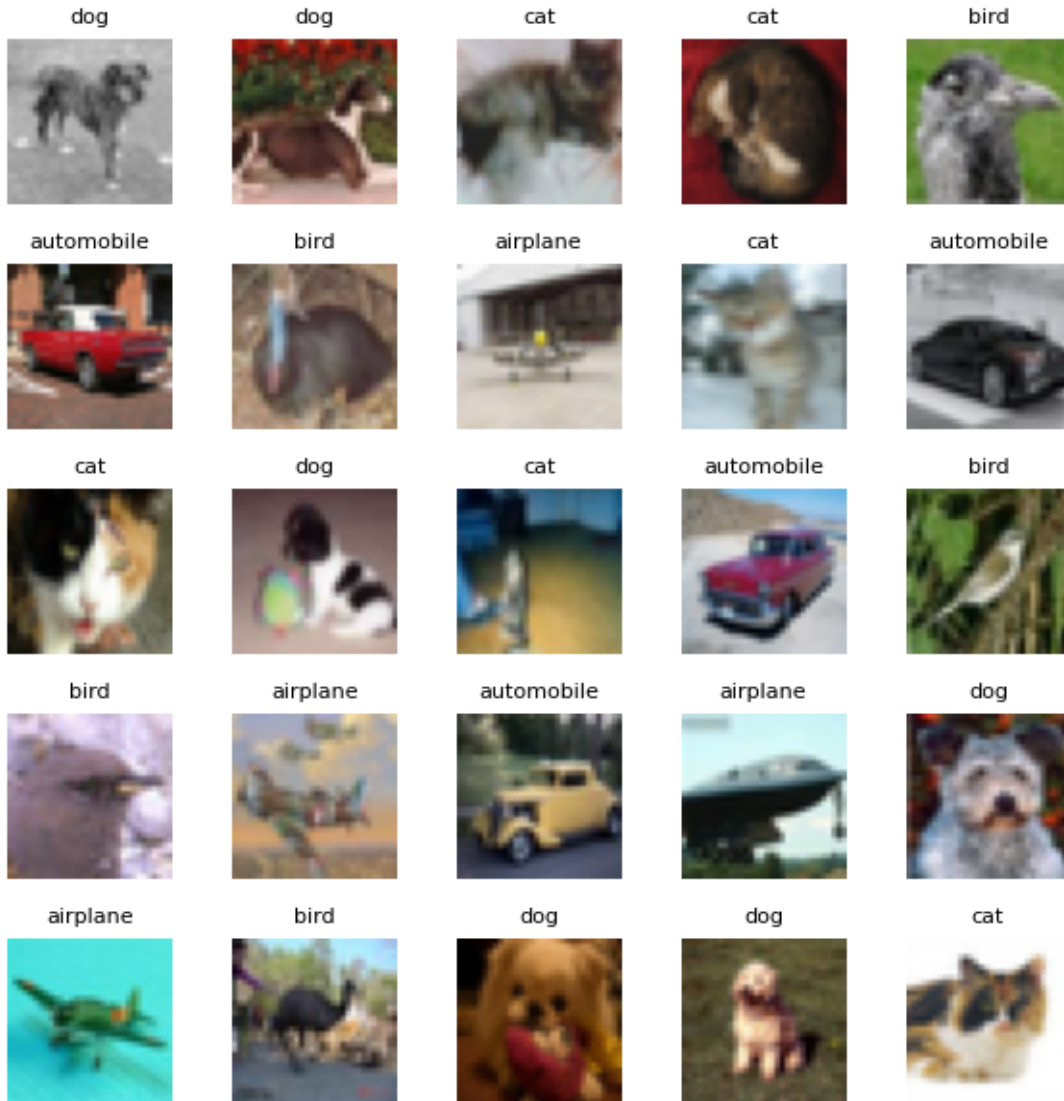 dog dog cat cat bird
automobile bird airplane cat automobile
cat dog cat automobile bird
bird airplane automobile airplane dog
airplane bird dog dog cat